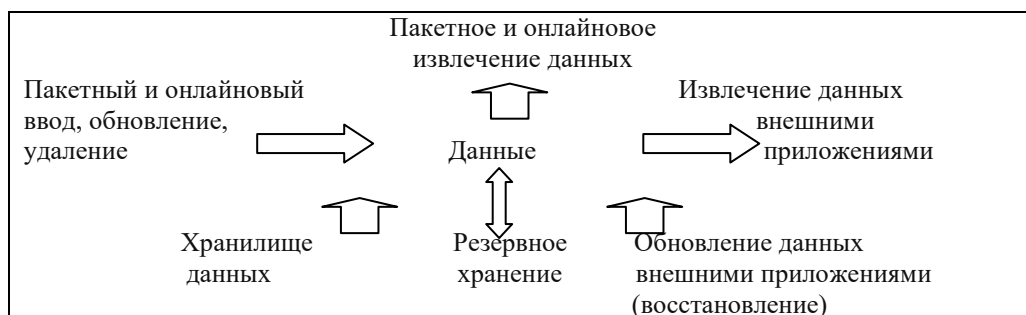 Пакетное и онлайновое
извлечение данных
Пакетный и онлайновый
ввод, обновление,
удаление
Данные
Извлечение данных
внешними
приложениями
Хранилище
данных
Резервное
хранение
Обновление данных
внешними приложениями
(восстановление)